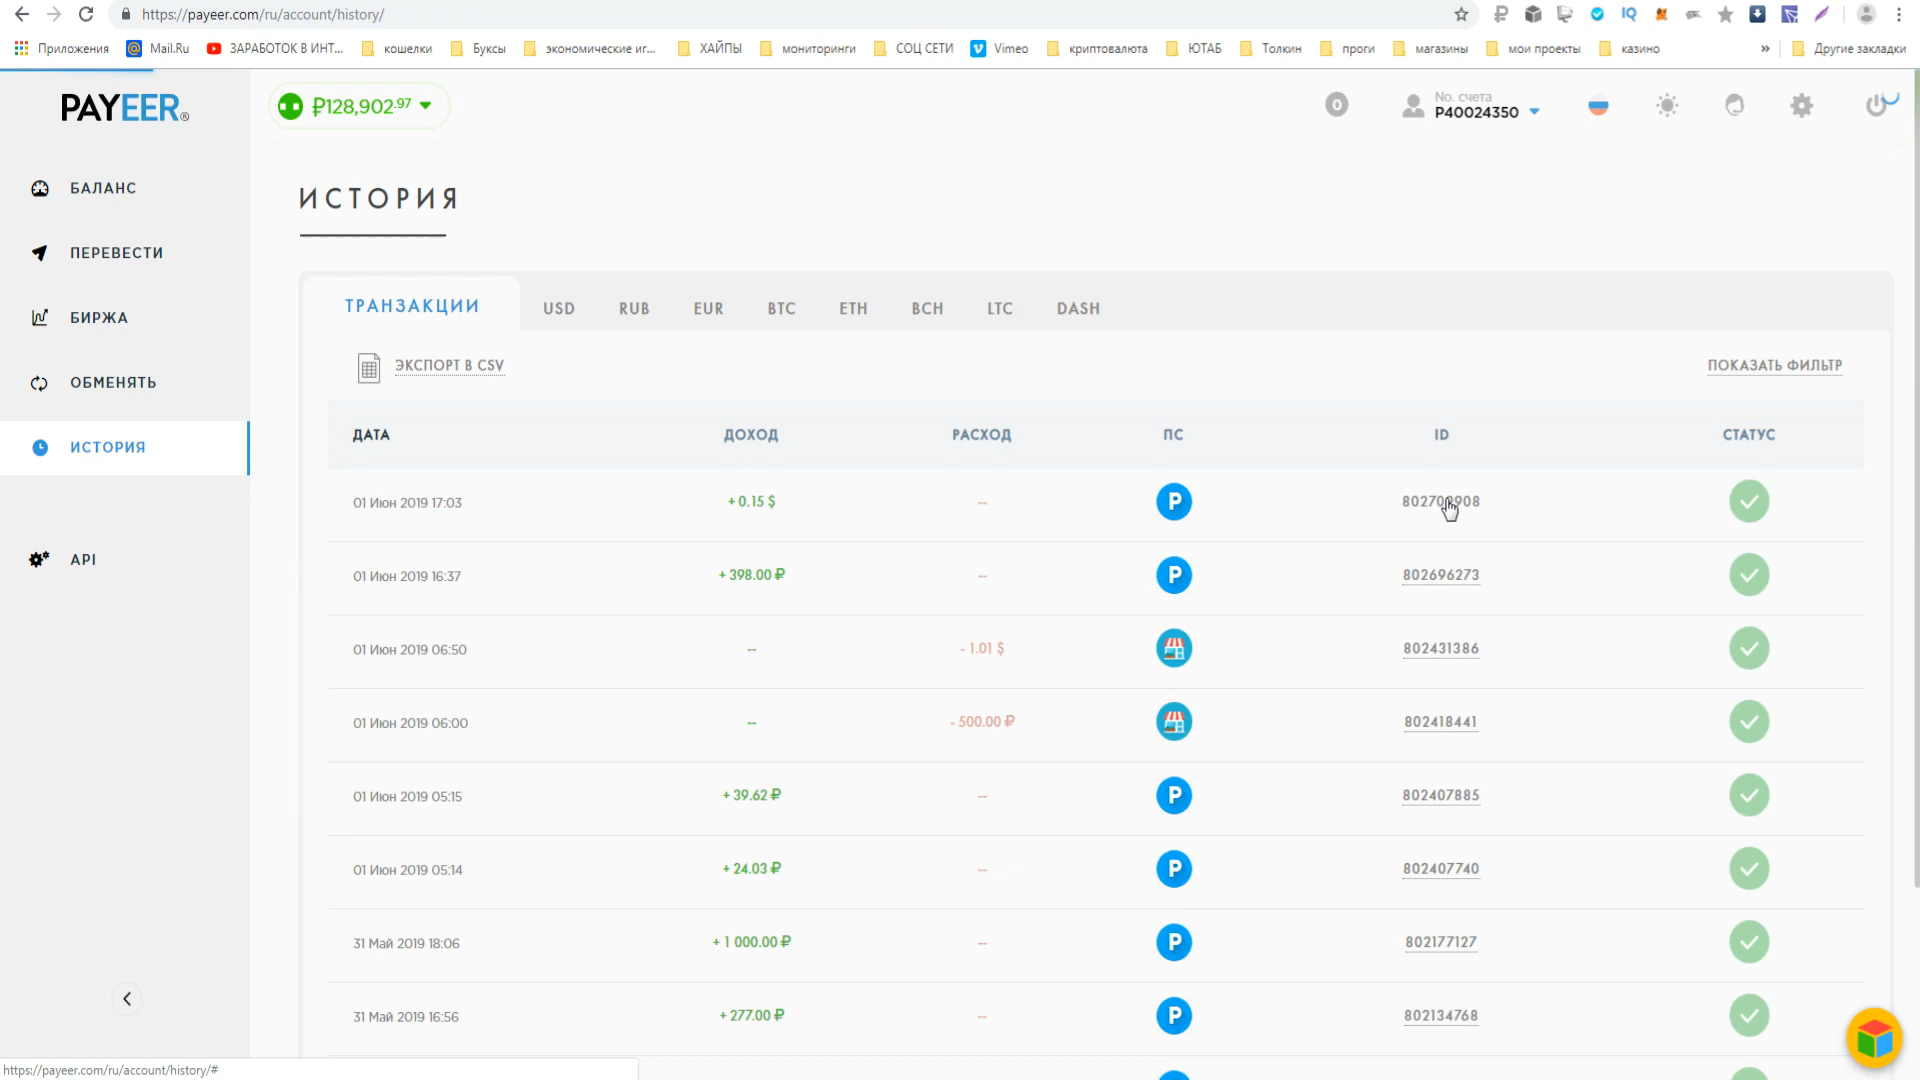 https://payeer.com/ru/account/history/
Приложения Mail.Ru ЗАРАБОТОК В ИНТ... кошелки Буксы экономические иг... ХАЙПЫ мониторинги СОЦ СЕТИ Vimeo криптовалюта ЮТАБ Толкин проги магазины мои проекты казино » Другие закладки
PAYEER®
₽128,902.97
0
No. счета
P40024350
БАЛАНС
ПЕРЕВЕСТИ
БИРЖА
ОБМЕНЯТЬ
ИСТОРИЯ
API
ИСТОРИЯ
ТРАНЗАКЦИИ USD RUB EUR BTC ETH BCH LTC DASH
ЭКСПОРТ В CSV ПОКАЗАТЬ ФИЛЬТР
ДАТА ДОХОД РАСХОД ПС ID СТАТУС
01 Июн 2019 17:03 + 0.15 $ -- P
01 Июн 2019 16:37 + 398.00 ₽ -- P 802696273
01 Июн 2019 06:50 -- - 1.01 $ 802431386
01 Июн 2019 06:00 -- - 500.00 ₽ 802418441
01 Июн 2019 05:15 + 39.62 ₽ -- P 802407885
01 Июн 2019 05:14 + 24.03 ₽ -- P 802407740
31 Май 2019 18:06 + 1 000.00 ₽ -- P 802177127
31 Май 2019 16:56 + 277.00 ₽ -- P 802134768
https://payeer.com/ru/account/history/#